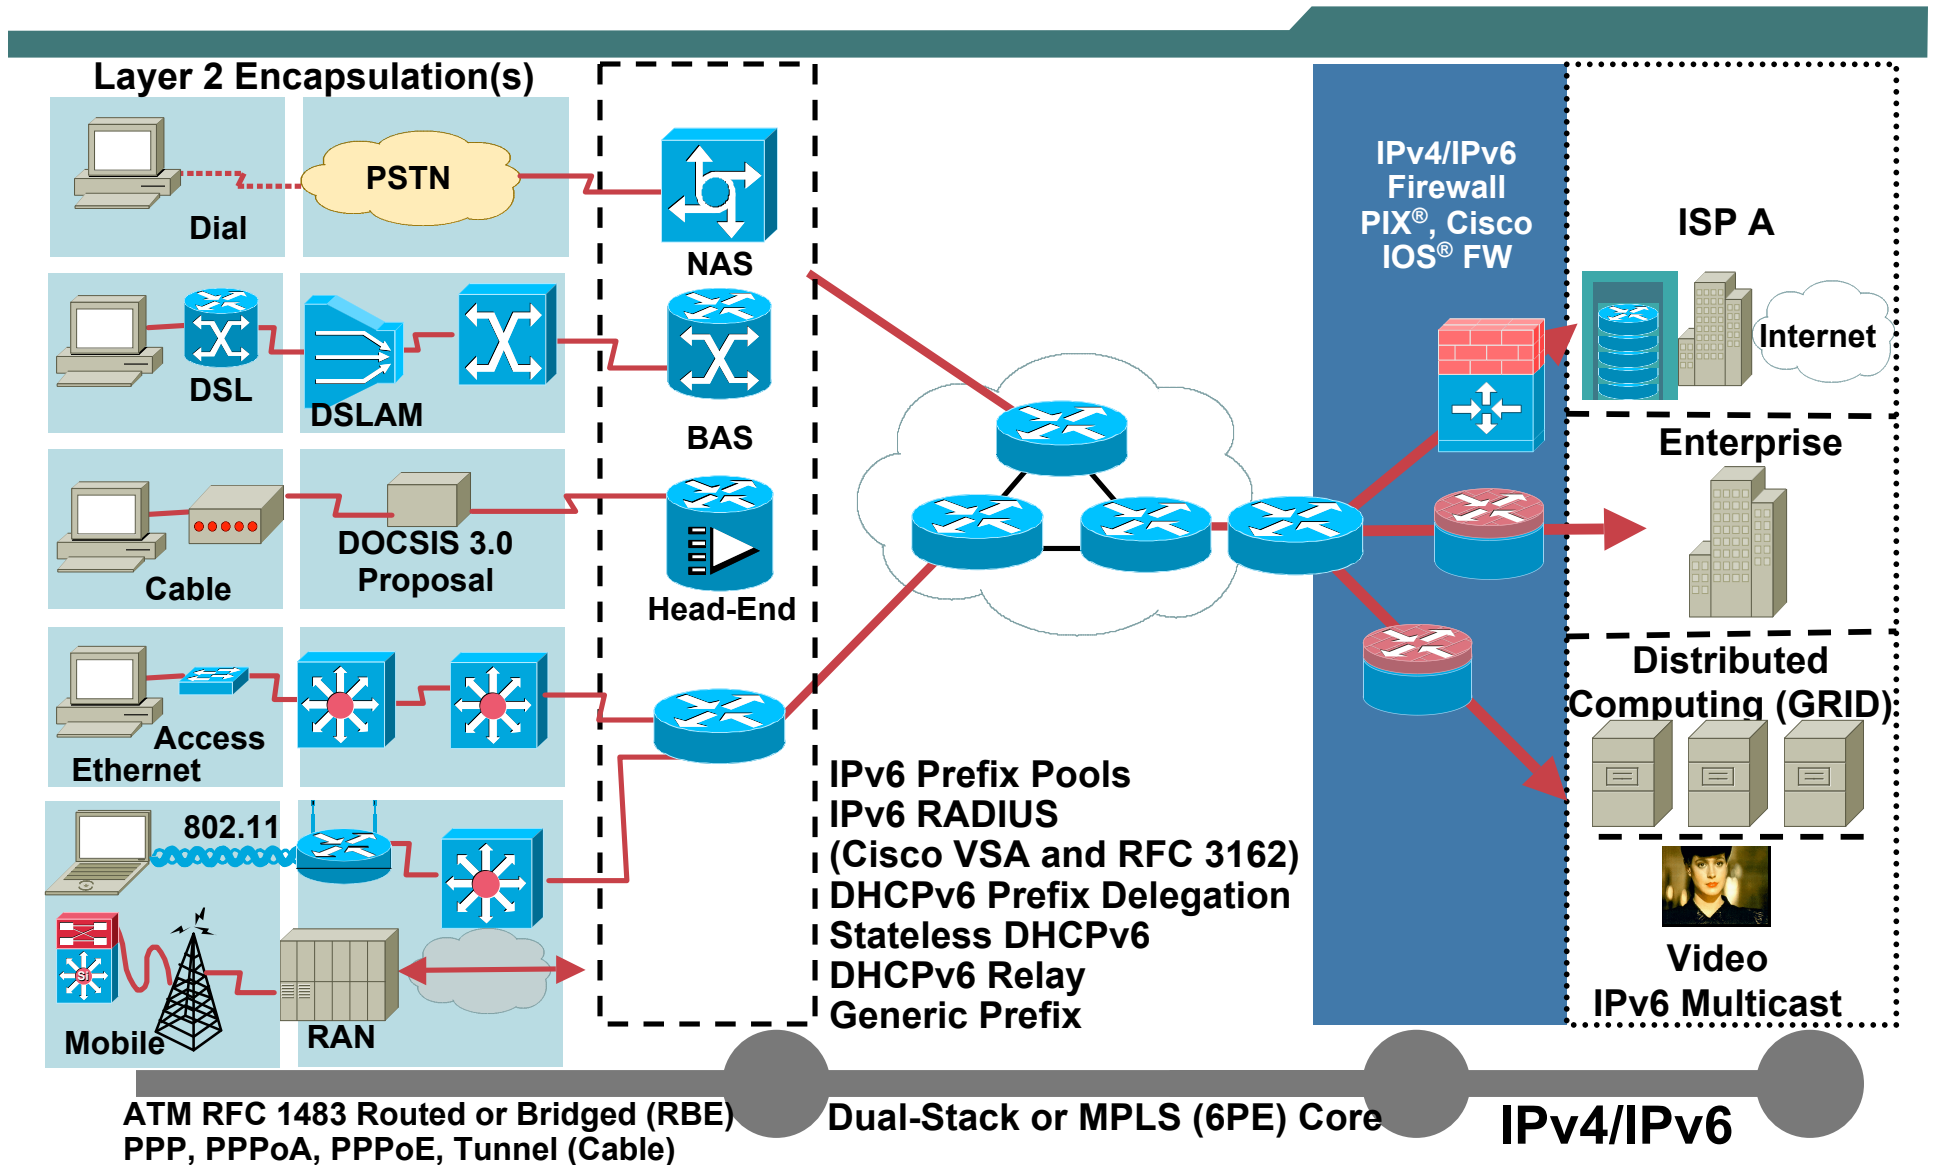 Layer 2 Encapsulation(s)
PSTN
Dial
NAS
DSL
DSLAM
BAS
DOCSIS 3.0
Proposal
Cable
Head-End
Access
Ethernet
802.11
Si
Mobile
RAN
IPv6 Prefix Pools
IPv6 RADIUS
(Cisco VSA and RFC 3162)
DHCPv6 Prefix Delegation
Stateless DHCPv6
DHCPv6 Relay
Generic Prefix
IPv4/IPv6
Firewall
PIX®, Cisco
IOS® FW
ISP A
Internet
Enterprise
Distributed
Computing (GRID)
Video
IPv6 Multicast
ATM RFC 1483 Routed or Bridged (RBE)
PPP, PPPoA, PPPoE, Tunnel (Cable)
Dual-Stack or MPLS (6PE) Core
IPv4/IPv6